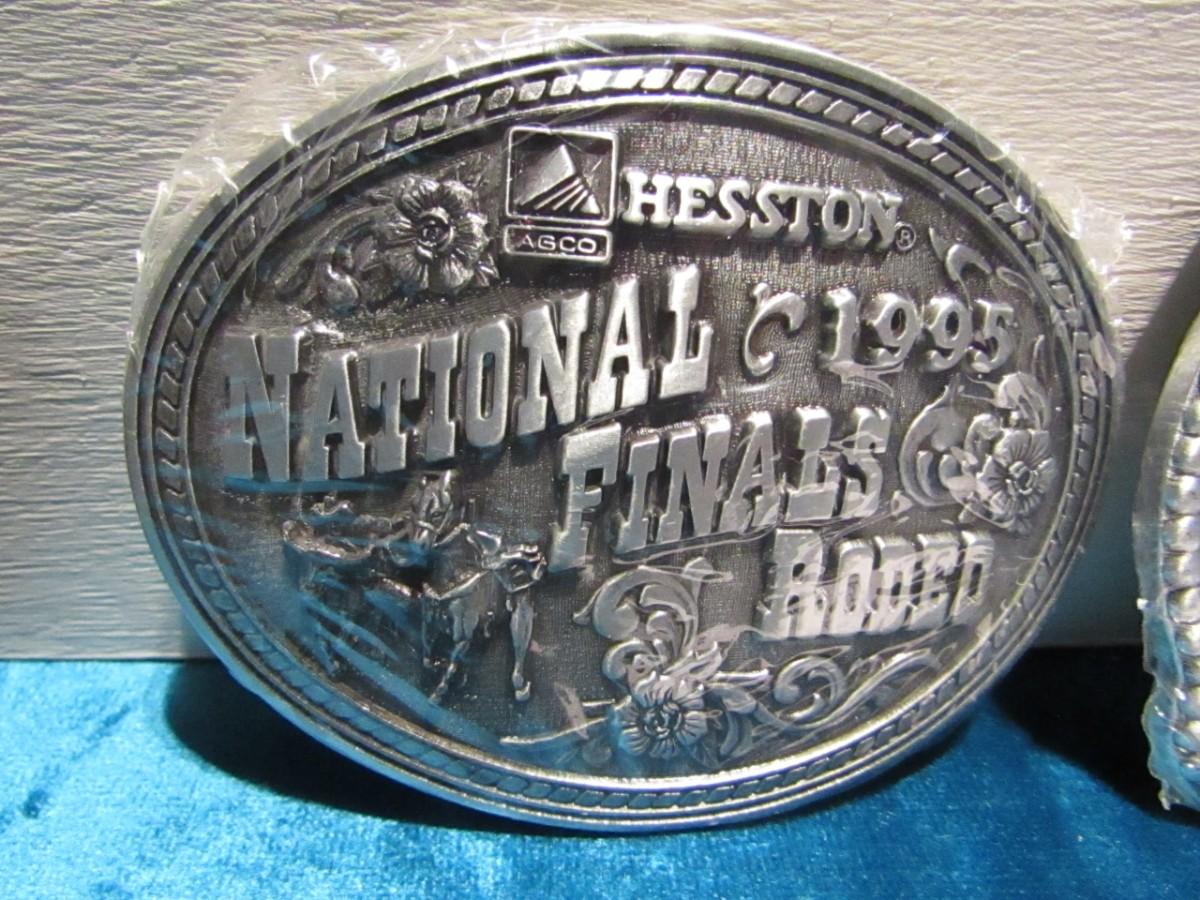 HESSTON®
AGCO
NATIONAL 1995
FINALS
RODEO